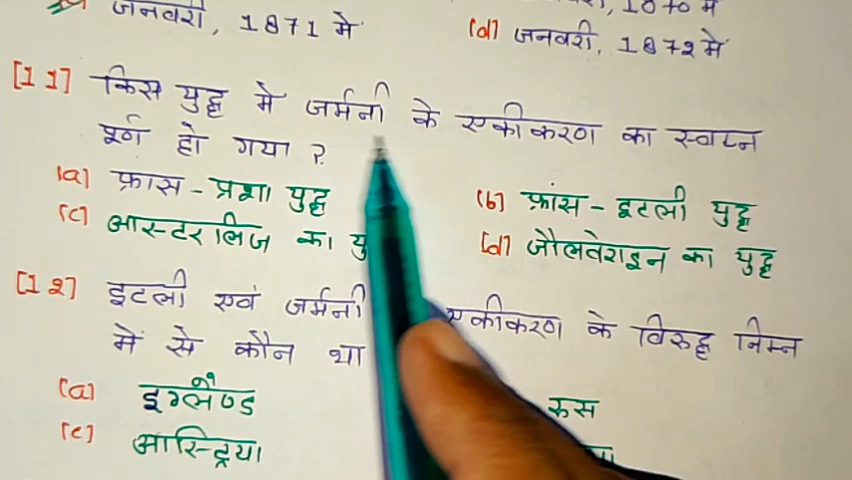 जनवरी, 1871 में (d) जनवरी, 1872 में
[11] किस युद्ध में जर्मनी के एकीकरण का स्वप्न
पूर्ण हो गया ?
(a) फ्रास - प्रशा युद्ध (b) फ्रांस - इटली युद्ध
(c) आस्टरलिज का (d) जौलवेराइन का युद्ध
[12] इटली एवं जर्मनी एकीकरण के विरुद्ध निम्न
में से कौन था
(a) इग्लैण्ड रुस
(c) आस्ट्रिया